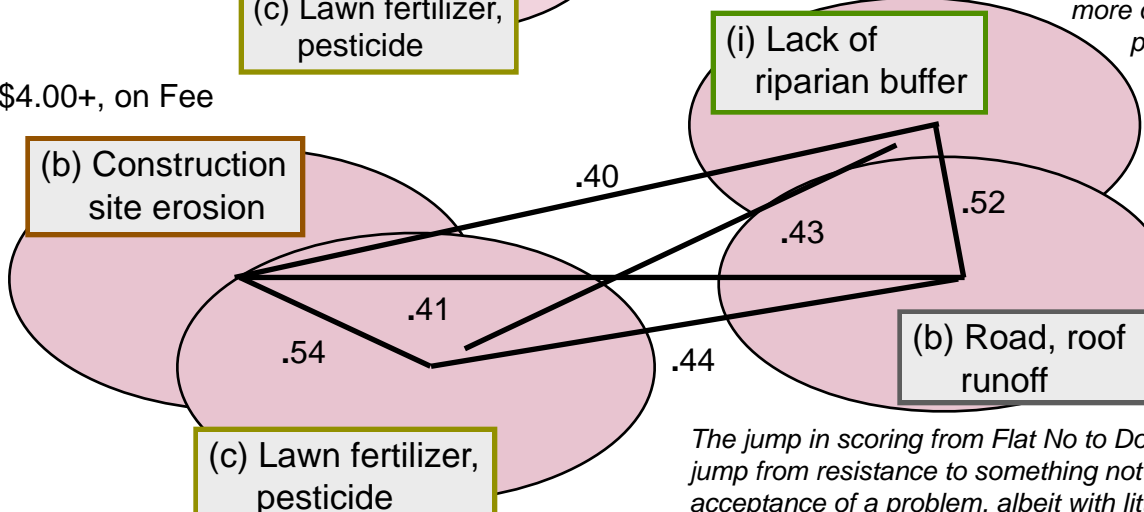 (c) Lawn fertilizer,
pesticide
more
$4.00+, on Fee
(i) Lack of
riparian buffer
(b) Construction
site erosion
.40
.52
.43
.41
.54
.44
(b) Road, roof
runoff
(c) Lawn fertilizer,
pesticide
The jump in scoring from Flat No to Do
jump from resistance to something not
acceptance of a problem, albeit with lit